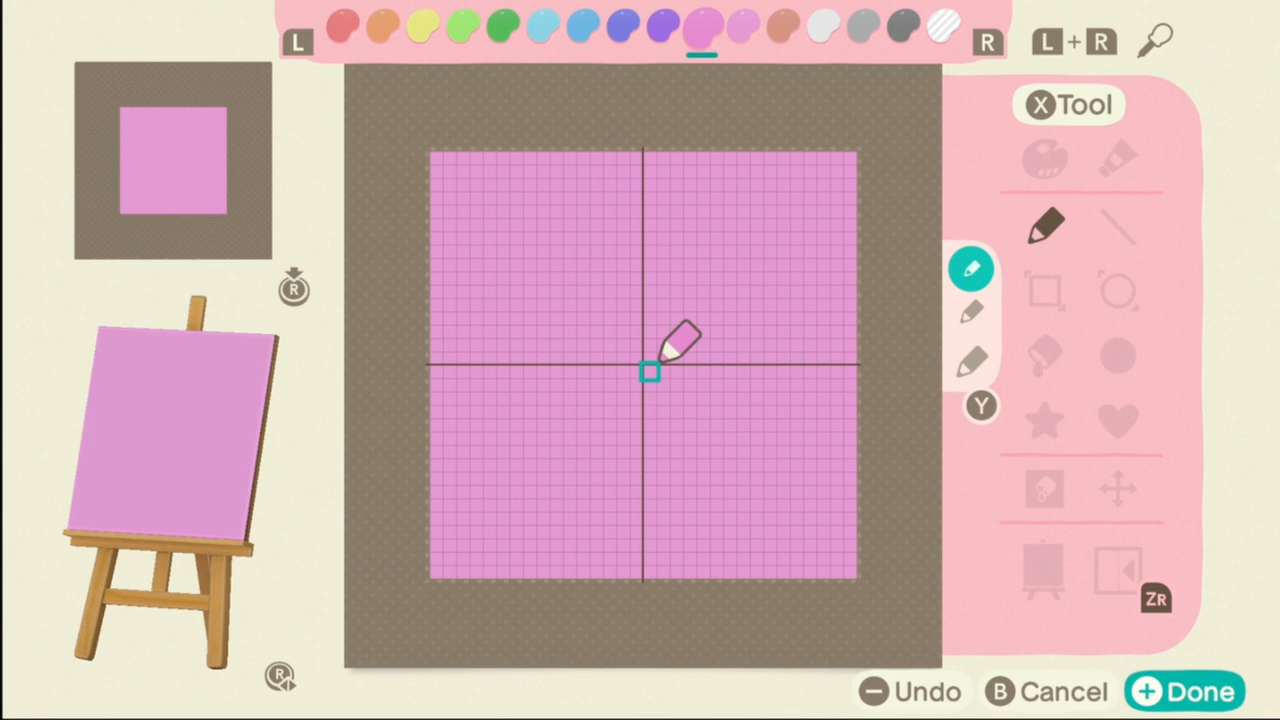 L
R
L + R
X Tool
R
Y
ZR
R
− Undo
B Cancel
+ Done